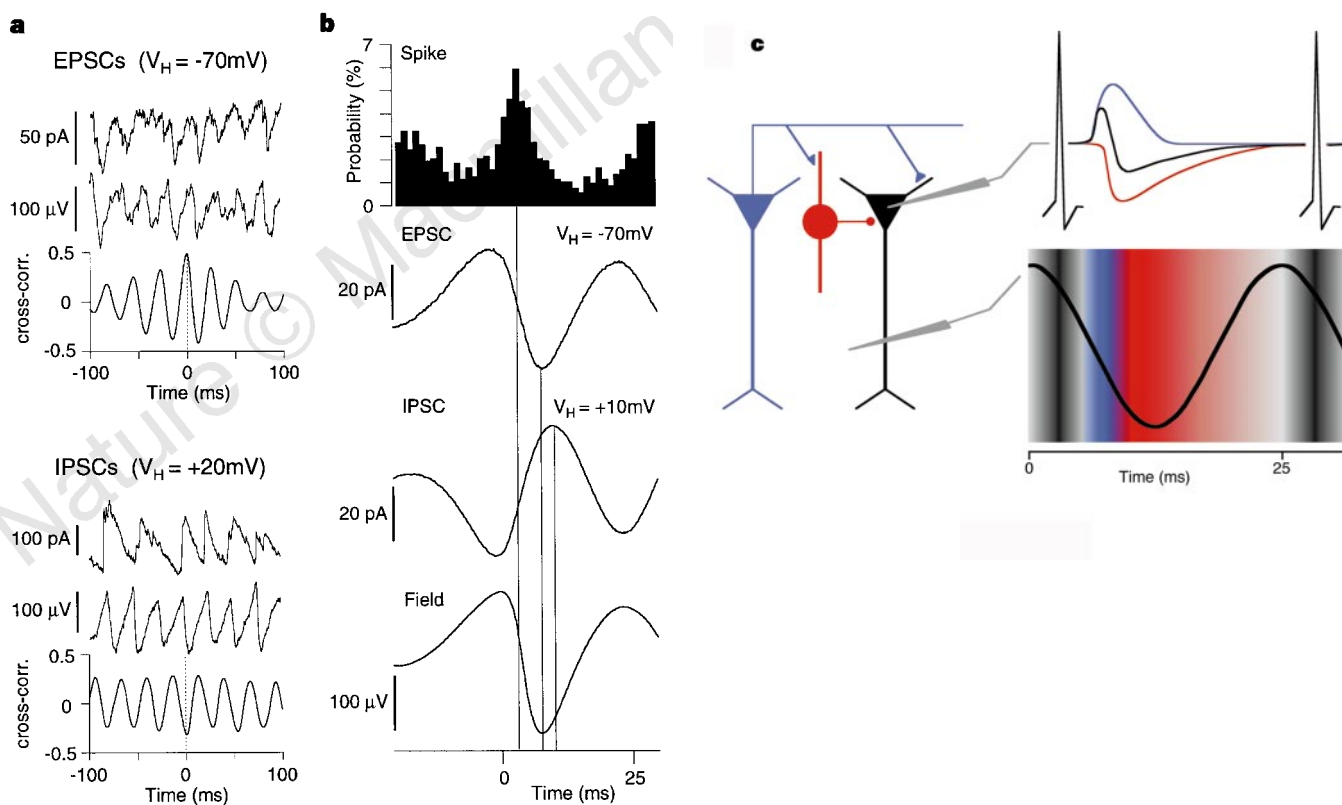 a
EPSCs (VH = -70mV)
50 pA
100 μV
0.5
0
-0.5
cross-corr.
-100
0
100
Time (ms)
IPSCs (VH = +20mV)
100 pA
100 μV
0.5
0
-0.5
cross-corr.
-100
0
100
Time (ms)
b
7
Spike
Probability (%)
0
EPSC
VH = -70mV
20 pA
IPSC
VH = +10mV
20 pA
Field
100 μV
0
25
Time (ms)
c
0
25
Time (ms)
Nature © Macmillan